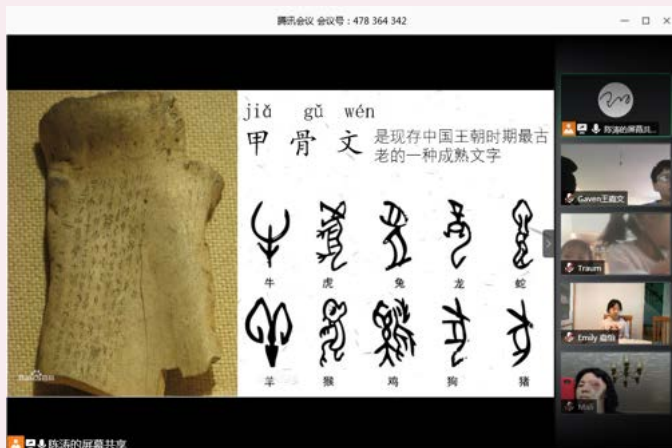 腾讯会议 会议号：478 364 342
jiǎ gǔ wén
甲 骨 文
是现存中国王朝时期最古
老的一种成熟文字
牛 虎 兔 龙 蛇
羊 猴 鸡 狗 猪
陈涛的屏幕共...
Gaven王嘉文
Traum
Emily
Mali
陈涛的屏幕共享